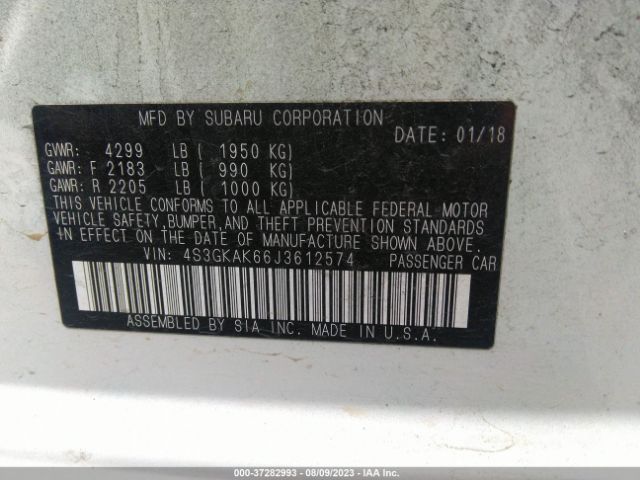 MFD BY SUBARU CORPORATION
DATE: 01/18
GVWR: 4299 LB ( 1950 KG)
GAWR: F 2183 LB ( 990 KG)
GAWR: R 2205 LB ( 1000 KG)
THIS VEHICLE CONFORMS TO ALL APPLICABLE FEDERAL MOTOR
VEHICLE SAFETY,BUMPER,AND THEFT PREVENTION STANDARDS
IN EFFECT ON THE DATE OF MANUFACTURE SHOWN ABOVE.
VIN: 4S3GKAK66J3612574 PASSENGER CAR
ASSEMBLED BY SIA INC. MADE IN U.S.A.
000-37282993 - 08/09/2023 - IAA Inc.